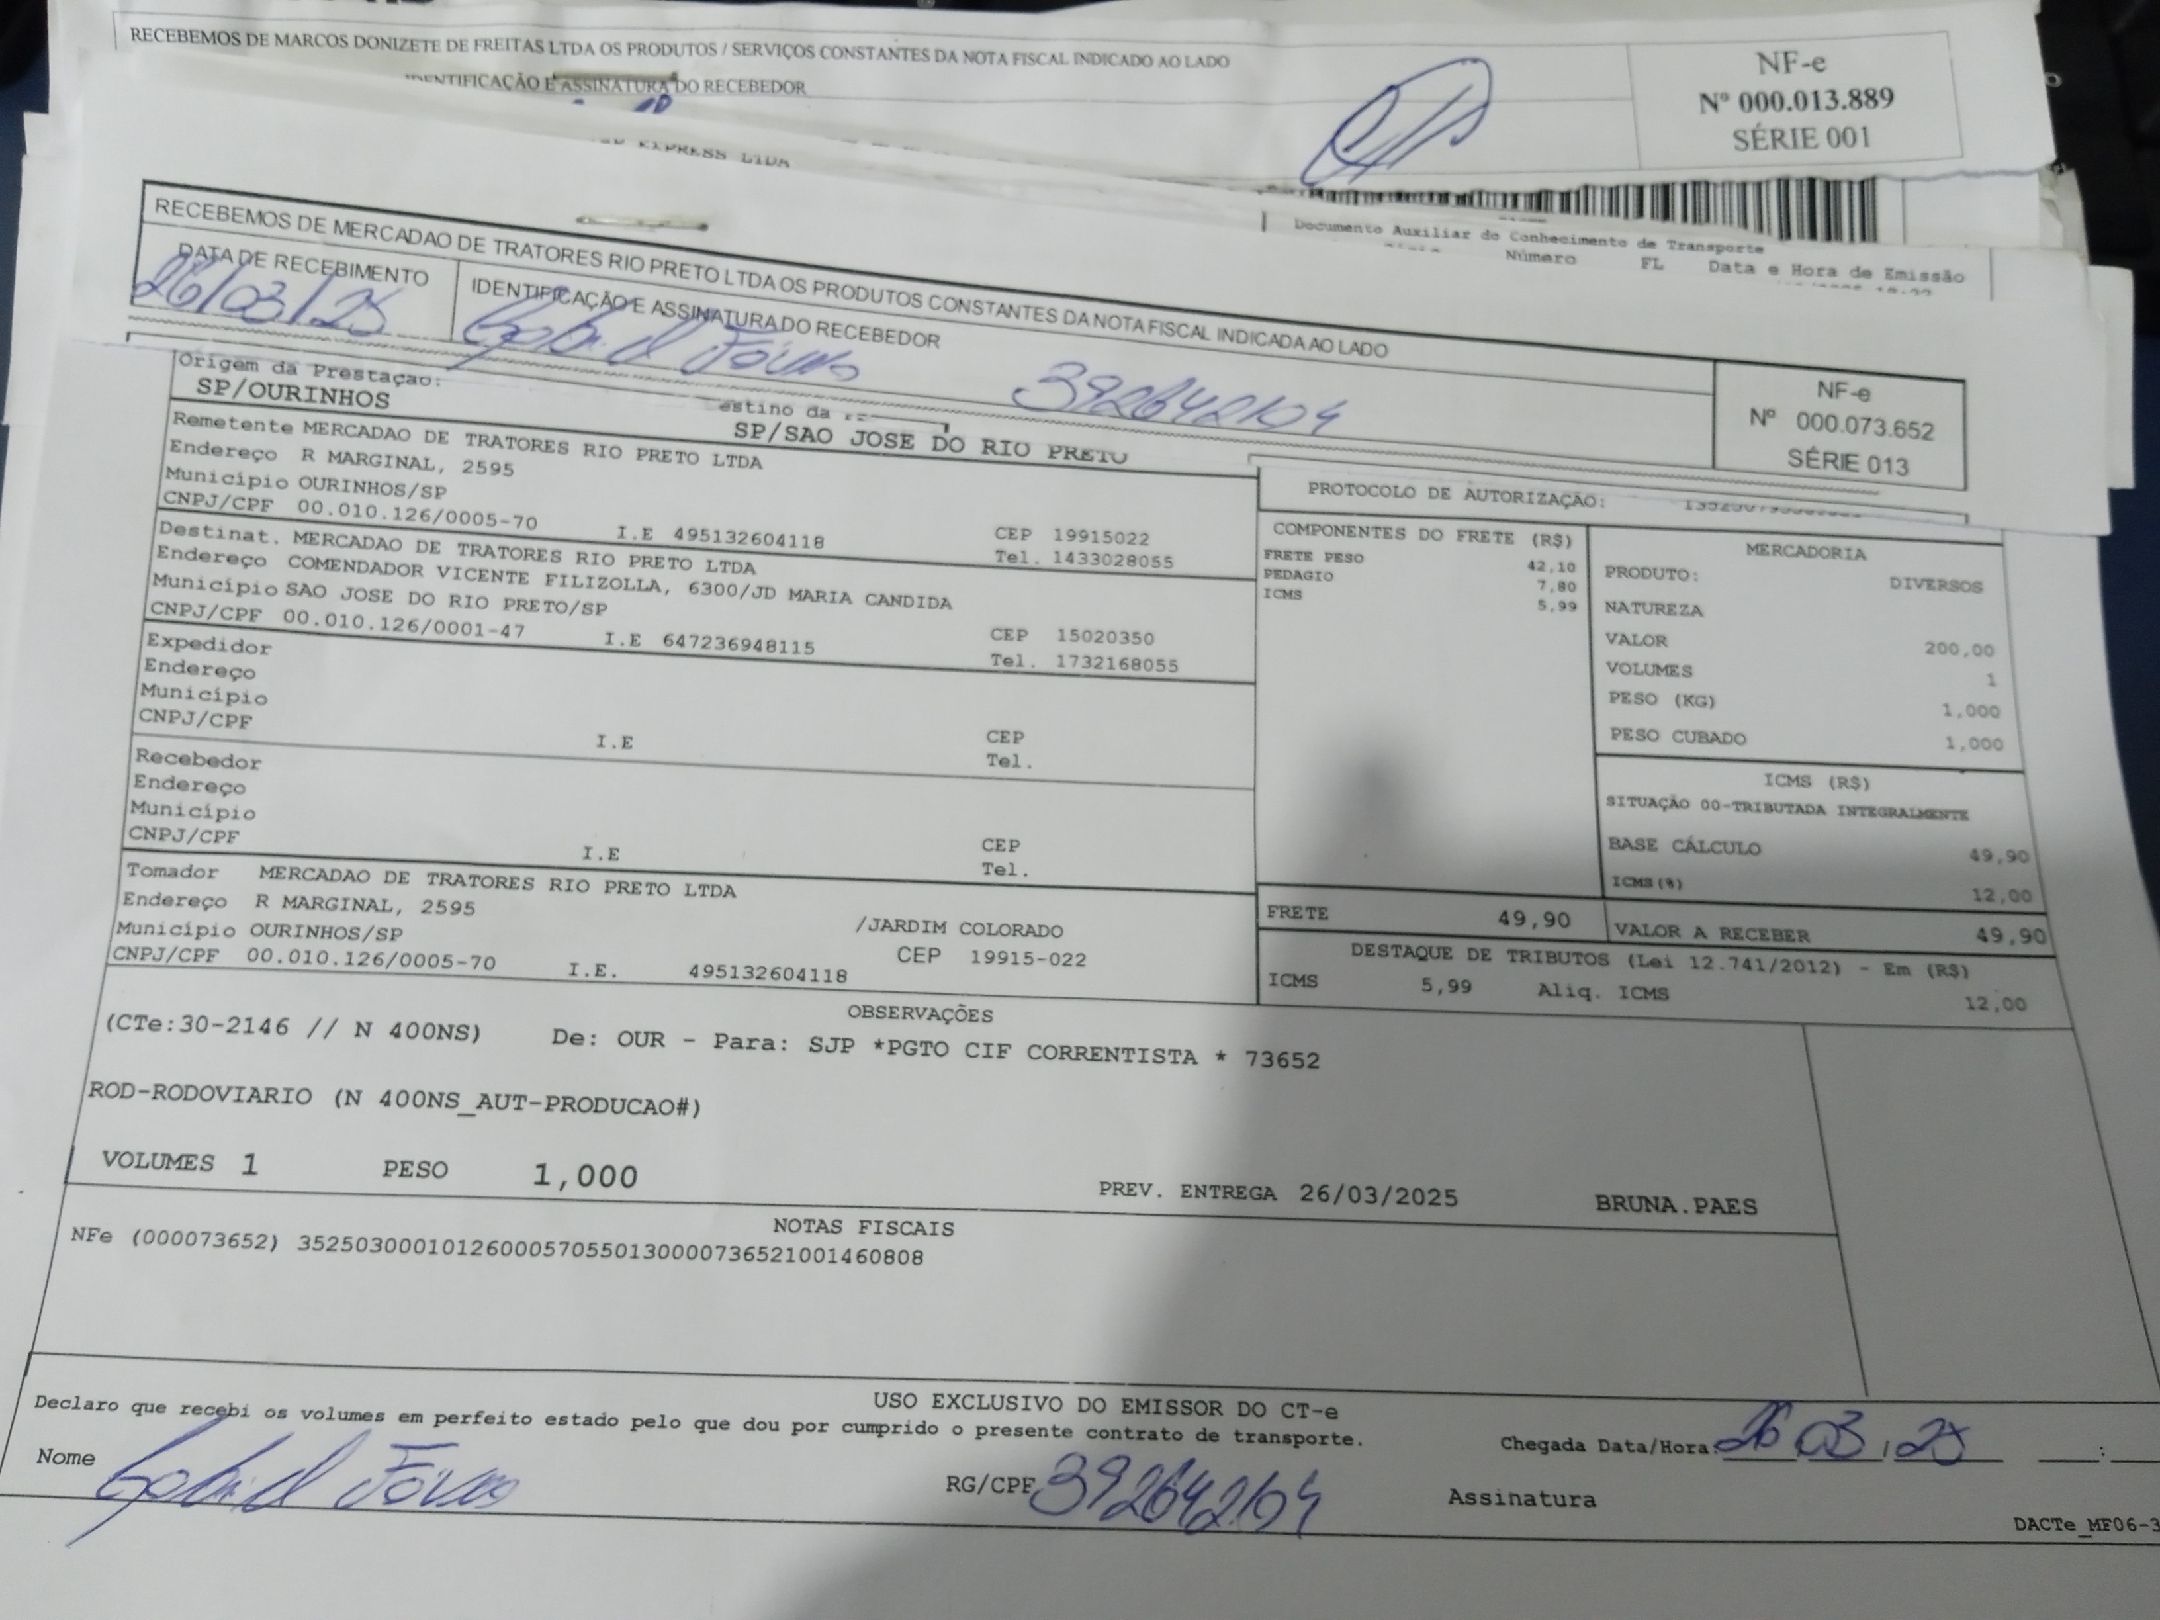 RECEBEMOS DE MARCOS DONIZETE DE FREITAS LTDA OS PRODUTOS / SERVIÇOS CONSTANTES DA NOTA FISCAL INDICADO AO LADO
IDENTIFICAÇÃO E ASSINATURA DO RECEBEDOR
NF-e
Nº 000.013.889
SÉRIE 001
EXPRESS LTDA
Documento Auxiliar do Conhecimento de Transporte
Número FL Data e Hora de Emissão
RECEBEMOS DE MERCADAO DE TRATORES RIO PRETO LTDA OS PRODUTOS CONSTANTES DA NOTA FISCAL INDICADA AO LADO
DATA DE RECEBIMENTO
26/03/25
IDENTIFICAÇÃO E ASSINATURA DO RECEBEDOR
NF-e
Nº 000.073.652
SÉRIE 013
Origem da Prestação:
SP/OURINHOS
SP/SAO JOSE DO RIO PRETO
Remetente MERCADAO DE TRATORES RIO PRETO LTDA
Endereço R MARGINAL, 2595
Município OURINHOS/SP
CNPJ/CPF 00.010.126/0005-70 I.E 495132604118
CEP 19915022
Tel. 1433028055
Destinat. MERCADAO DE TRATORES RIO PRETO LTDA
Endereço COMENDADOR VICENTE FILIZOLLA, 6300/JD MARIA CANDIDA
Município SAO JOSE DO RIO PRETO/SP
CNPJ/CPF 00.010.126/0001-47 I.E 647236948115
CEP 15020350
Tel. 1732168055
Expedidor
Endereço
Município
CNPJ/CPF I.E
CEP
Tel.
Recebedor
Endereço
Município
CNPJ/CPF I.E
CEP
Tel.
Tomador MERCADAO DE TRATORES RIO PRETO LTDA
Endereço R MARGINAL, 2595 /JARDIM COLORADO
Município OURINHOS/SP CEP 19915-022
CNPJ/CPF 00.010.126/0005-70 I.E. 495132604118
PROTOCOLO DE AUTORIZAÇÃO:
COMPONENTES DO FRETE (R$)
FRETE PESO 42,10
PEDAGIO 7,80
ICMS 5,99
MERCADORIA
PRODUTO: DIVERSOS
NATUREZA
VALOR 200,00
VOLUMES 1
PESO (KG) 1,000
PESO CUBADO 1,000
ICMS (R$)
SITUAÇÃO 00-TRIBUTADA INTEGRALMENTE
BASE CÁLCULO 49,90
ICMS(%) 12,00
FRETE 49,90 VALOR A RECEBER 49,90
DESTAQUE DE TRIBUTOS (Lei 12.741/2012) - Em (R$)
ICMS 5,99 Aliq. ICMS 12,00
OBSERVAÇÕES
(CTe:30-2146 // N 400NS) De: OUR - Para: SJP *PGTO CIF CORRENTISTA * 73652
ROD-RODOVIARIO (N 400NS_AUT-PRODUCAO#)
VOLUMES 1 PESO 1,000 PREV. ENTREGA 26/03/2025 BRUNA.PAES
NOTAS FISCAIS
NFe (000073652) 35250300010126000570550130000736521001460808
USO EXCLUSIVO DO EMISSOR DO CT-e
Declaro que recebi os volumes em perfeito estado pelo que dou por cumprido o presente contrato de transporte.
Chegada Data/Hora: 26 03 / 25 :
Nome
RG/CPF
Assinatura
DACTe_MF06-3